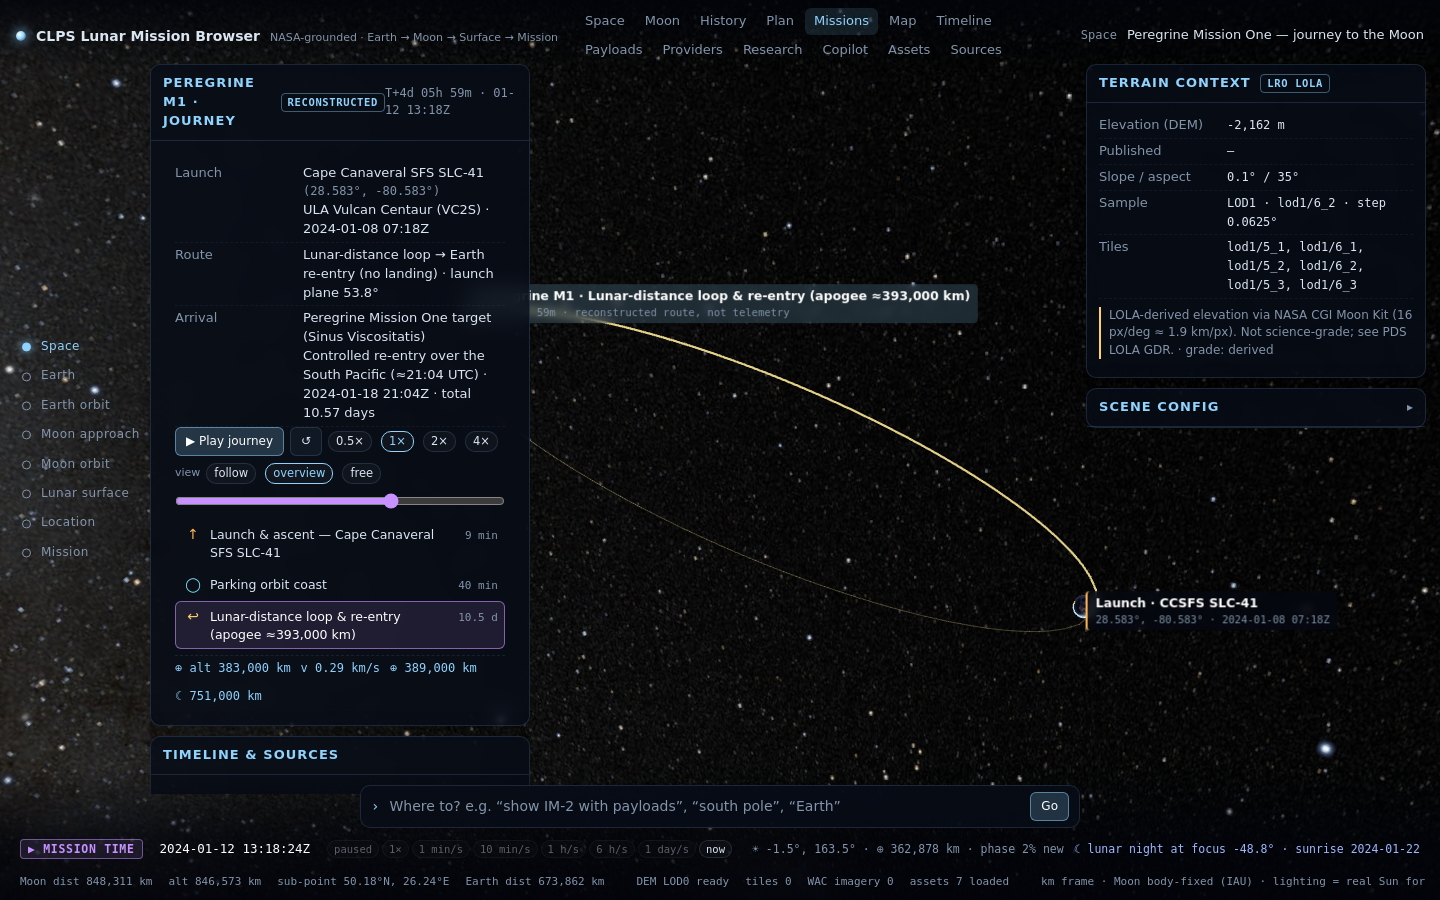 CLPS Lunar Mission Browser NASA-grounded · Earth → Moon → Surface → Mission
Space Moon History Plan Missions Map Timeline
Payloads Providers Research Copilot Assets Sources
Space Peregrine Mission One — journey to the Moon
PEREGRINE M1 · JOURNEY
RECONSTRUCTED
T+4d 05h 59m · 01-
12 13:18Z
Launch Cape Canaveral SFS SLC-41
(28.583°, -80.583°)
ULA Vulcan Centaur (VC2S) ·
2024-01-08 07:18Z
Route Lunar-distance loop → Earth
re-entry (no landing) · launch
plane 53.8°
Arrival Peregrine Mission One target
(Sinus Viscositatis)
Controlled re-entry over the
South Pacific (≈21:04 UTC) ·
2024-01-18 21:04Z · total
10.57 days
▶ Play journey ↺ 0.5× 1× 2× 4×
view follow overview free
↑ Launch & ascent — Cape Canaveral 9 min
SFS SLC-41
◯ Parking orbit coast 40 min
↩ Lunar-distance loop & re-entry 10.5 d
(apogee ≈393,000 km)
⊕ alt 383,000 km v 0.29 km/s ⊕ 389,000 km
☾ 751,000 km
TIMELINE & SOURCES
Space
Earth
Earth orbit
Moon approach
Moon orbit
Lunar surface
Location
Mission
ine M1 · Lunar-distance loop & re-entry (apogee ≈393,000 km)
59m · reconstructed route, not telemetry
Launch · CCSFS SLC-41
28.583°, -80.583° · 2024-01-08 07:18Z
TERRAIN CONTEXT LRO LOLA
Elevation (DEM) -2,162 m
Published —
Slope / aspect 0.1° / 35°
Sample LOD1 · lod1/6_2 · step
0.0625°
Tiles lod1/5_1, lod1/6_1,
lod1/5_2, lod1/6_2,
lod1/5_3, lod1/6_3
LOLA-derived elevation via NASA CGI Moon Kit (16
px/deg ≈ 1.9 km/px). Not science-grade; see PDS
LOLA GDR. · grade: derived
SCENE CONFIG ▸
› Where to? e.g. “show IM-2 with payloads”, “south pole”, “Earth” Go
▶ MISSION TIME 2024-01-12 13:18:24Z paused 1× 1 min/s 10 min/s 1 h/s 6 h/s 1 day/s now ☀ -1.5°, 163.5° · ⊕ 362,878 km · phase 2% new ☾ lunar night at focus -48.8° · sunrise 2024-01-22
Moon dist 848,311 km alt 846,573 km sub-point 50.18°N, 26.24°E Earth dist 673,862 km DEM LOD0 ready tiles 0 WAC imagery 0 assets 7 loaded km frame · Moon body-fixed (IAU) · lighting = real Sun for